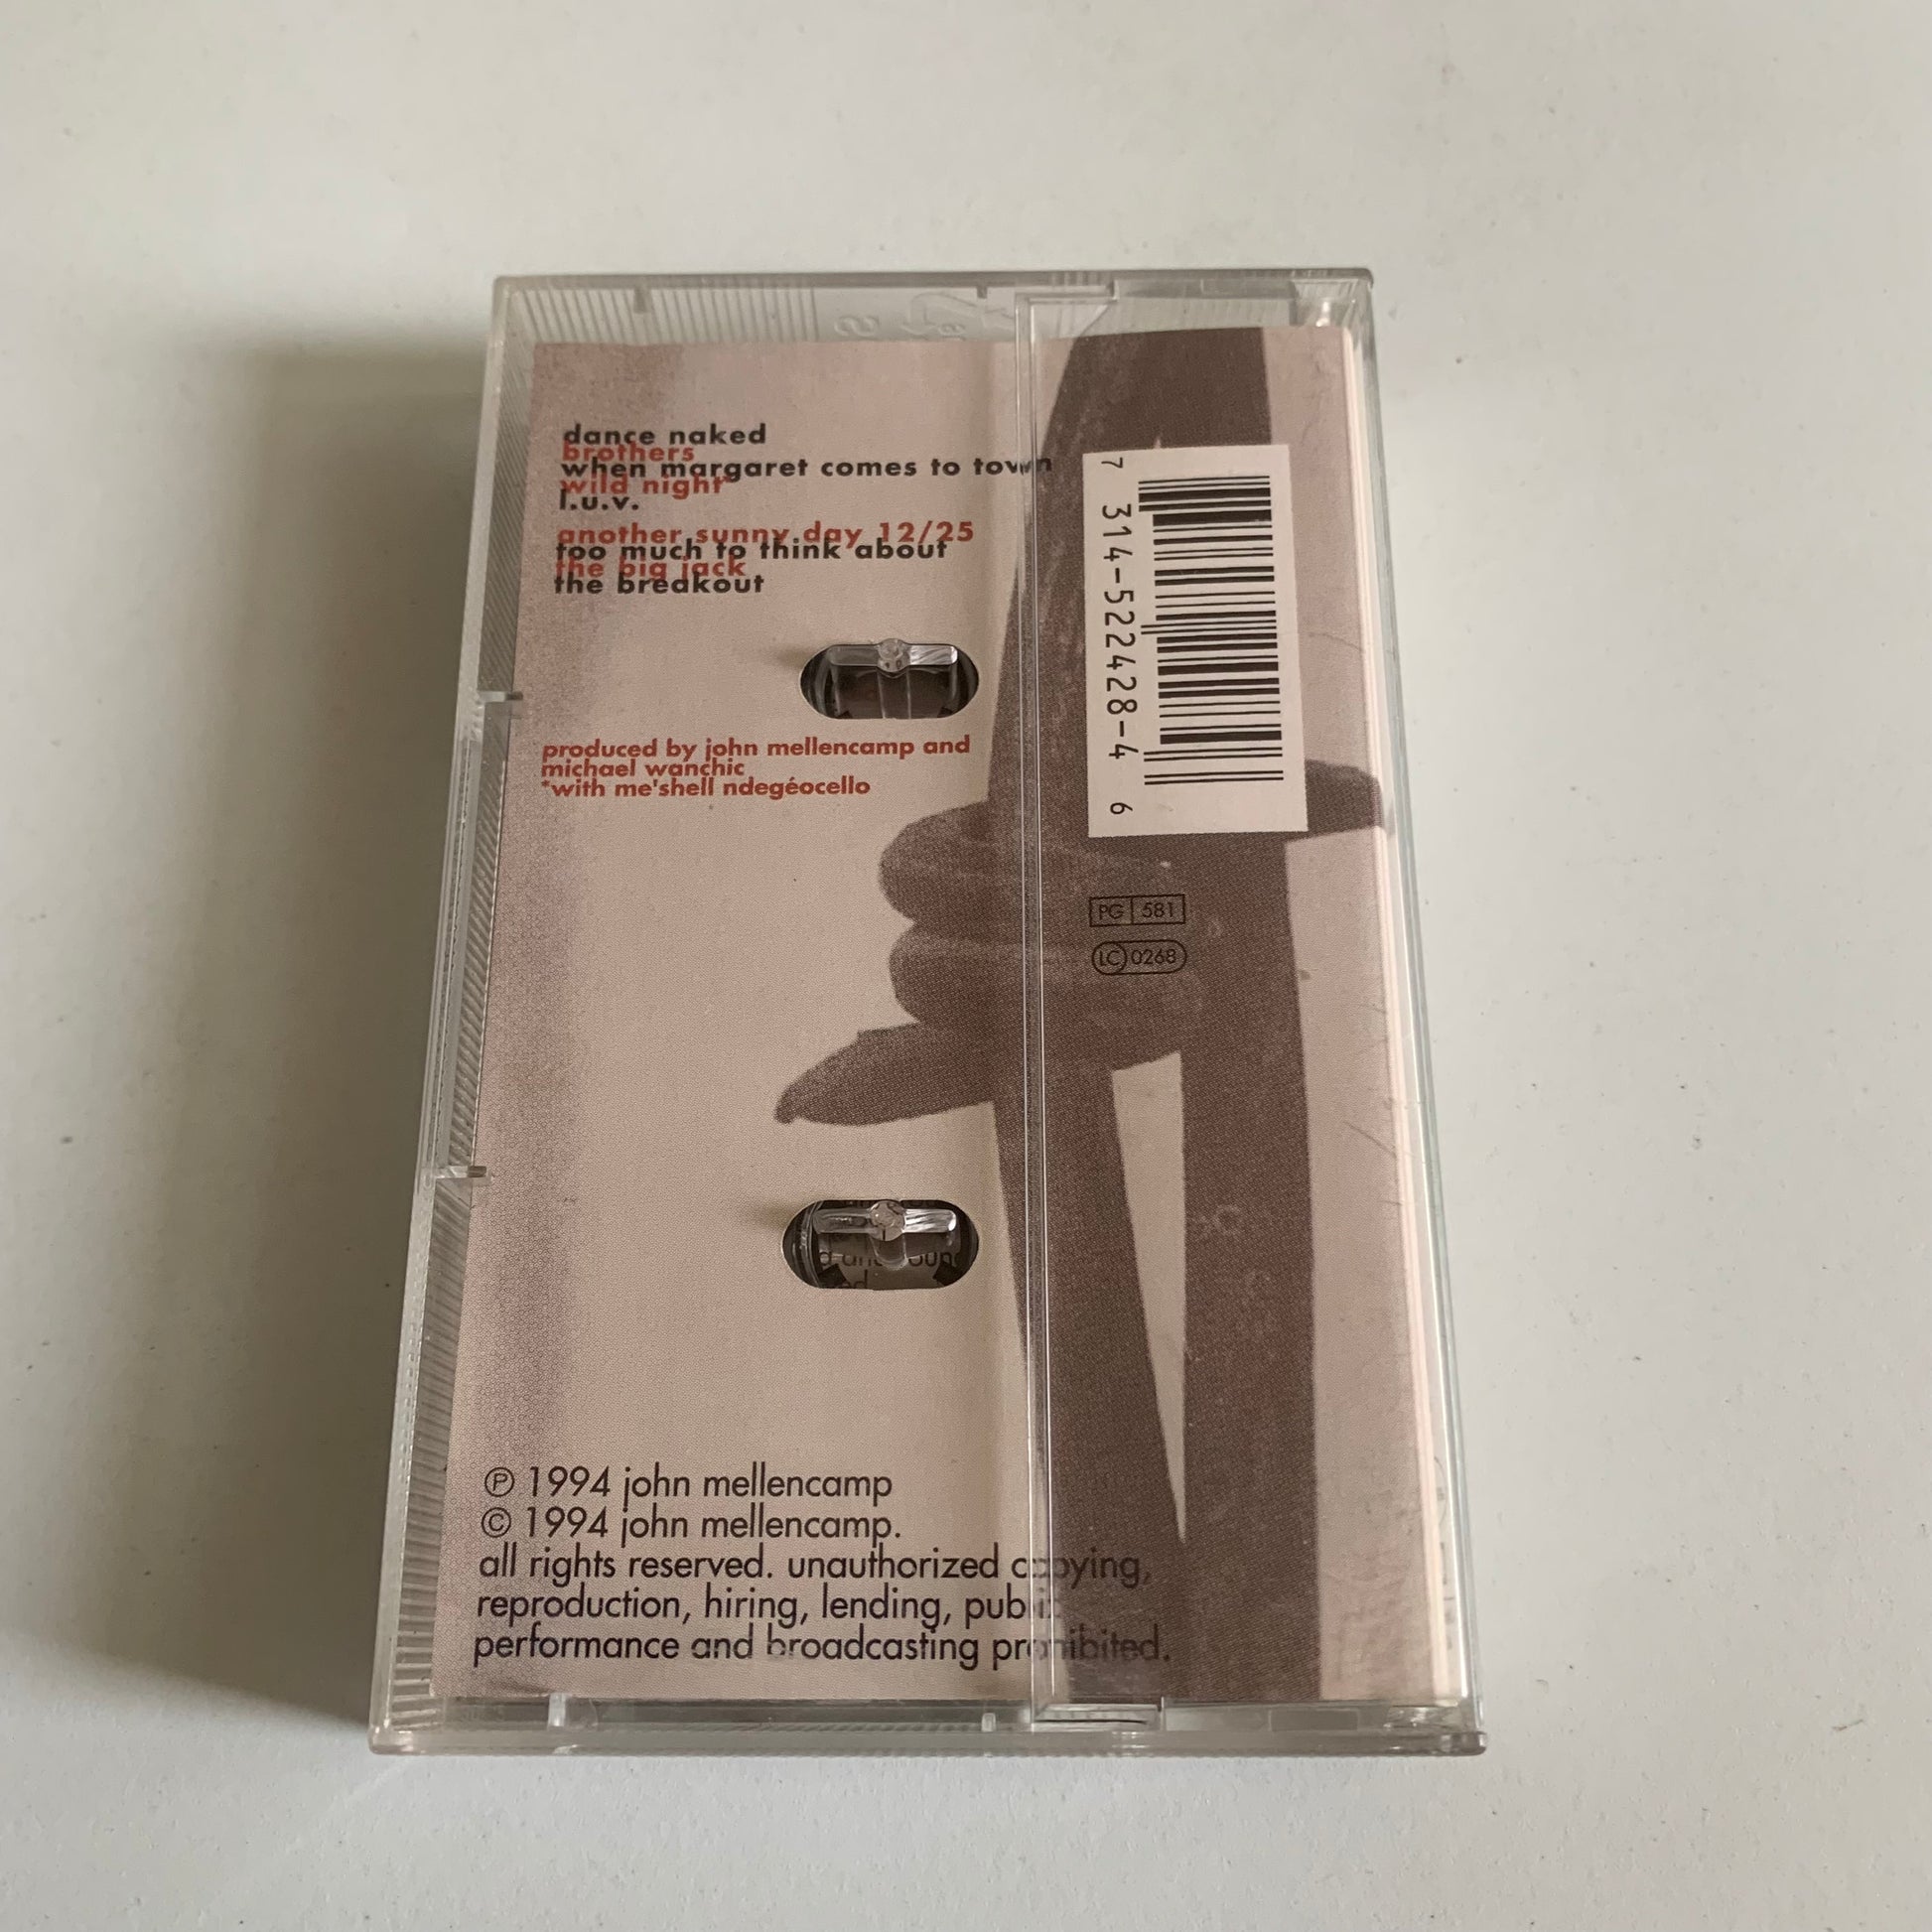 dance naked
brothers
when margaret comes to town
wild night*
l.u.v.
another sunny day 12/25
too much to think about
the big jack
the breakout
produced by john mellencamp and
michael wanchic
*with me'shell ndegéocello
7 314-522428-4 6
PG 581
LC 0268
℗ 1994 john mellencamp
© 1994 john mellencamp.
all rights reserved. unauthorized copying,
reproduction, hiring, lending, public
performance and broadcasting prohibited.